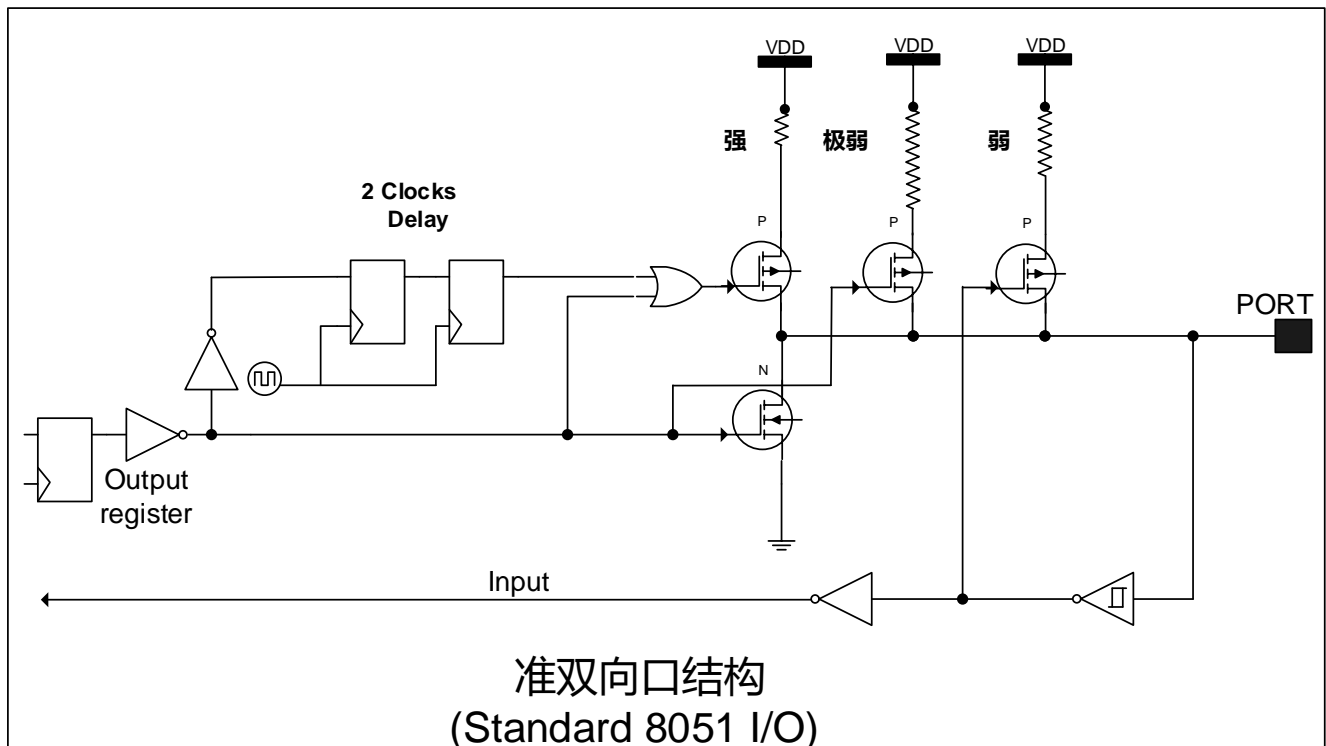 VDD
VDD
VDD
强
极弱
弱
2 Clocks
Delay
P
P
P
PORT
N
Output
register
Input
准双向口结构
(Standard 8051 I/O)